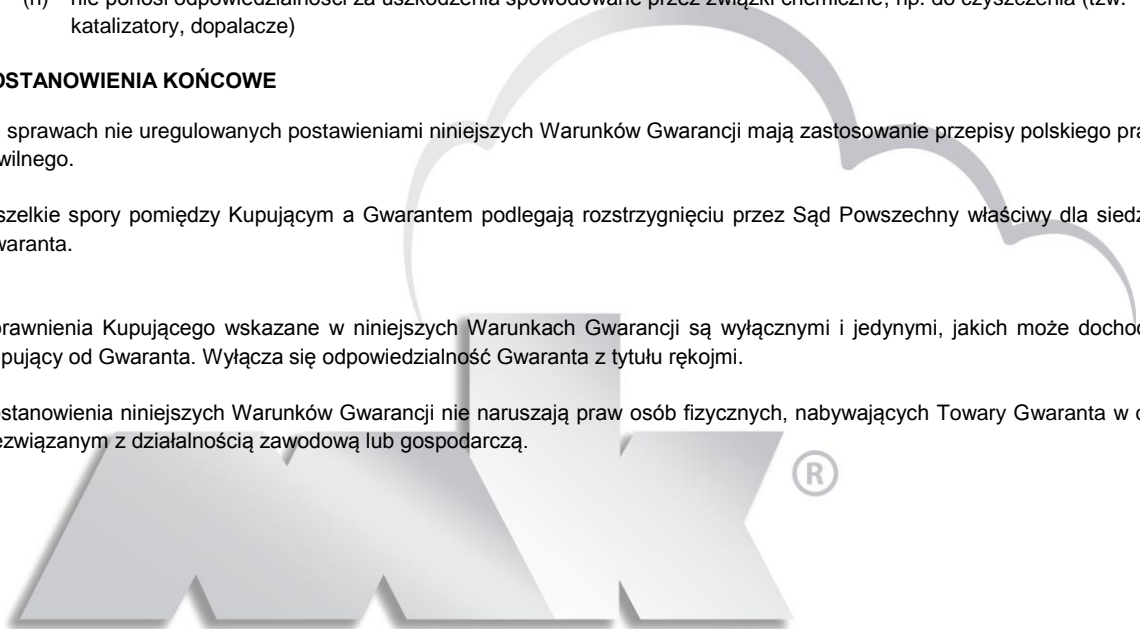 (h) nie ponosi odpowiedzialności za uszkodzenia spowodowane przez związki chemiczne, np. do czyszczenia (tzw.
katalizatory, dopalacze)
OSTANOWIENIA KOŃCOWE
sprawach nie uregulowanych postawieniami niniejszych Warunków Gwarancji mają zastosowanie przepisy polskiego pra
wilnego.
szelkie spory pomiędzy Kupującym a Gwarantem podlegają rozstrzygnięciu przez Sąd Powszechny właściwy dla siedz
waranta.
rawnienia Kupującego wskazane w niniejszych Warunkach Gwarancji są wyłącznymi i jedynymi, jakich może dochod
pujący od Gwaranta. Wyłącza się odpowiedzialność Gwaranta z tytułu rękojmi.
ostanowienia niniejszych Warunków Gwarancji nie naruszają praw osób fizycznych, nabywających Towary Gwaranta w c
ezwiązanym z działalnością zawodową lub gospodarczą.
mk ®